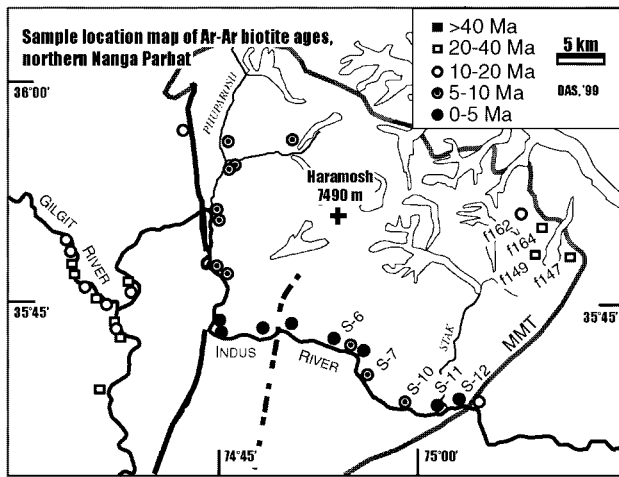 Sample location map of Ar-Ar biotite ages,
northern Nanga Parbat
>40 Ma
20-40 Ma
10-20 Ma
5-10 Ma
0-5 Ma
5 km
DAS, '99
36°00'
PHUPAROSH
Haramosh
7490 m
GILGIT
RIVER
f162
f164
f149
f147
35°45'
35°45'
S-6
INDUS
RIVER
S-7
STAK
MMT
S-10
S-11
S-12
74°45'
75°00'